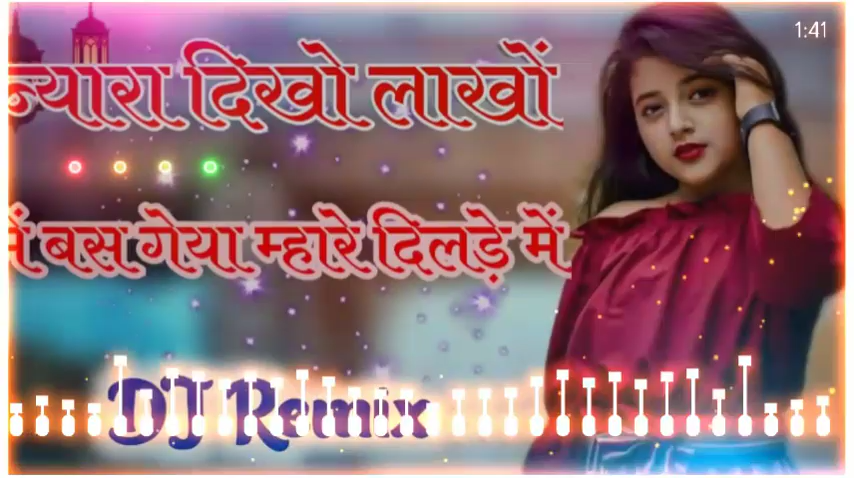 1:41
न्यारा दिखो लाखों
में बस गेया म्हारे दिलड़े में
DJ Remix